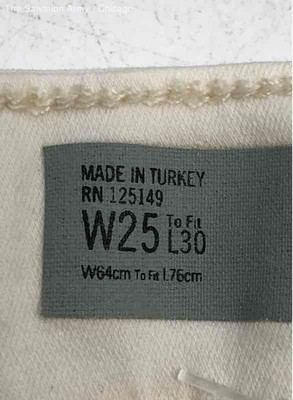 The Salvation Army - Chicago
MADE IN TURKEY
RN 125149
W25 To Fit L30
W64cm To Fit L76cm